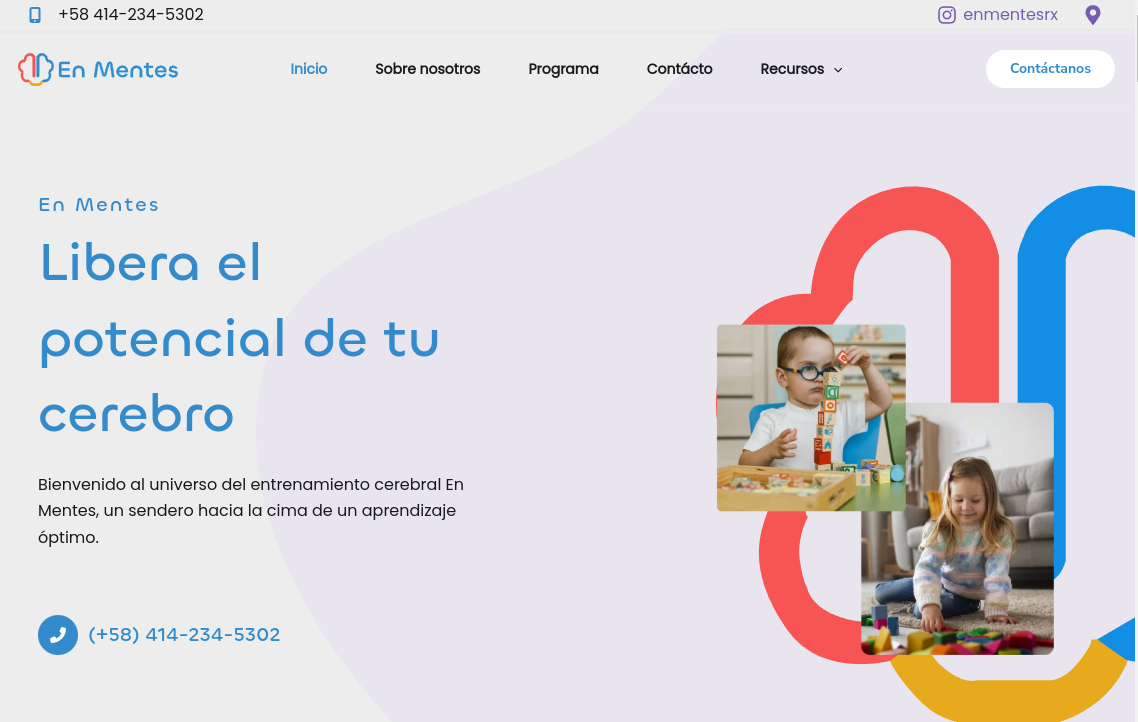 +58 414-234-5302
enmentesrx
En Mentes
Inicio
Sobre nosotros
Programa
Contácto
Recursos
Contáctanos
En Mentes
Libera el
potencial de tu
cerebro
Bienvenido al universo del entrenamiento cerebral En
Mentes, un sendero hacia la cima de un aprendizaje
óptimo.
(+58) 414-234-5302